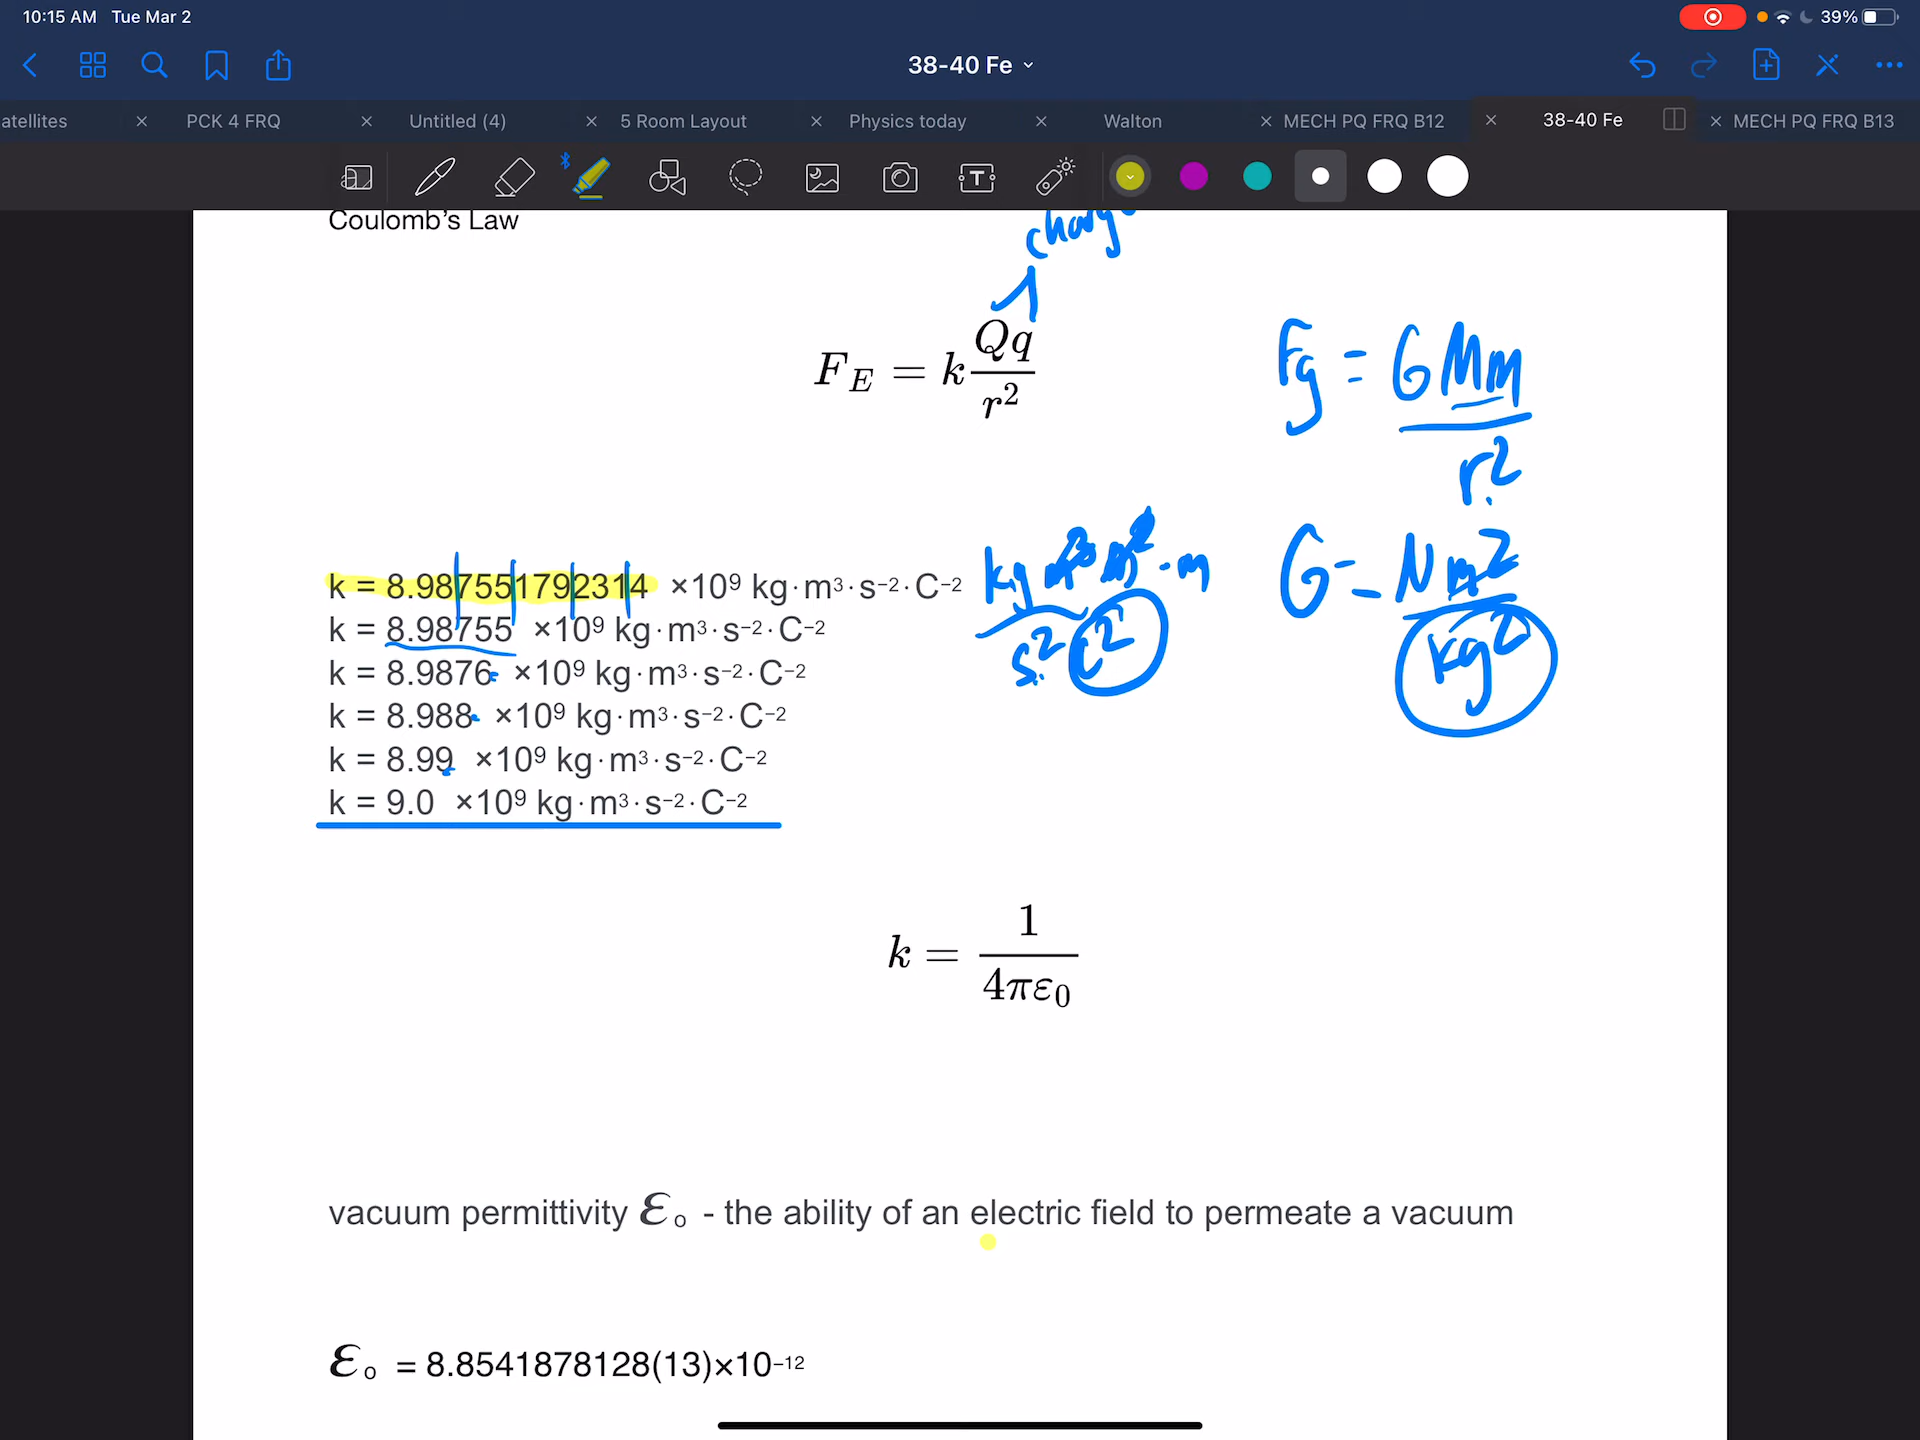 10:15 AM Tue Mar 2
39%
38-40 Fe
atellites
PCK 4 FRQ
Untitled (4)
5 Room Layout
Physics today
Walton
MECH PQ FRQ B12
38-40 Fe
MECH PQ FRQ B13
Coulomb's Law
F_E = k Qq / r²
Fg = G Mm / r²
k = 8.987551792314 ×10⁹ kg·m³·s⁻²·C⁻²
k = 8.98755 ×10⁹ kg·m³·s⁻²·C⁻²
k = 8.9876 ×10⁹ kg·m³·s⁻²·C⁻²
k = 8.988 ×10⁹ kg·m³·s⁻²·C⁻²
k = 8.99 ×10⁹ kg·m³·s⁻²·C⁻²
k = 9.0 ×10⁹ kg·m³·s⁻²·C⁻²
G = N m² / kg²
k = 1 / 4πε₀
vacuum permittivity ε₀ - the ability of an electric field to permeate a vacuum
ε₀ = 8.8541878128(13)×10⁻¹²